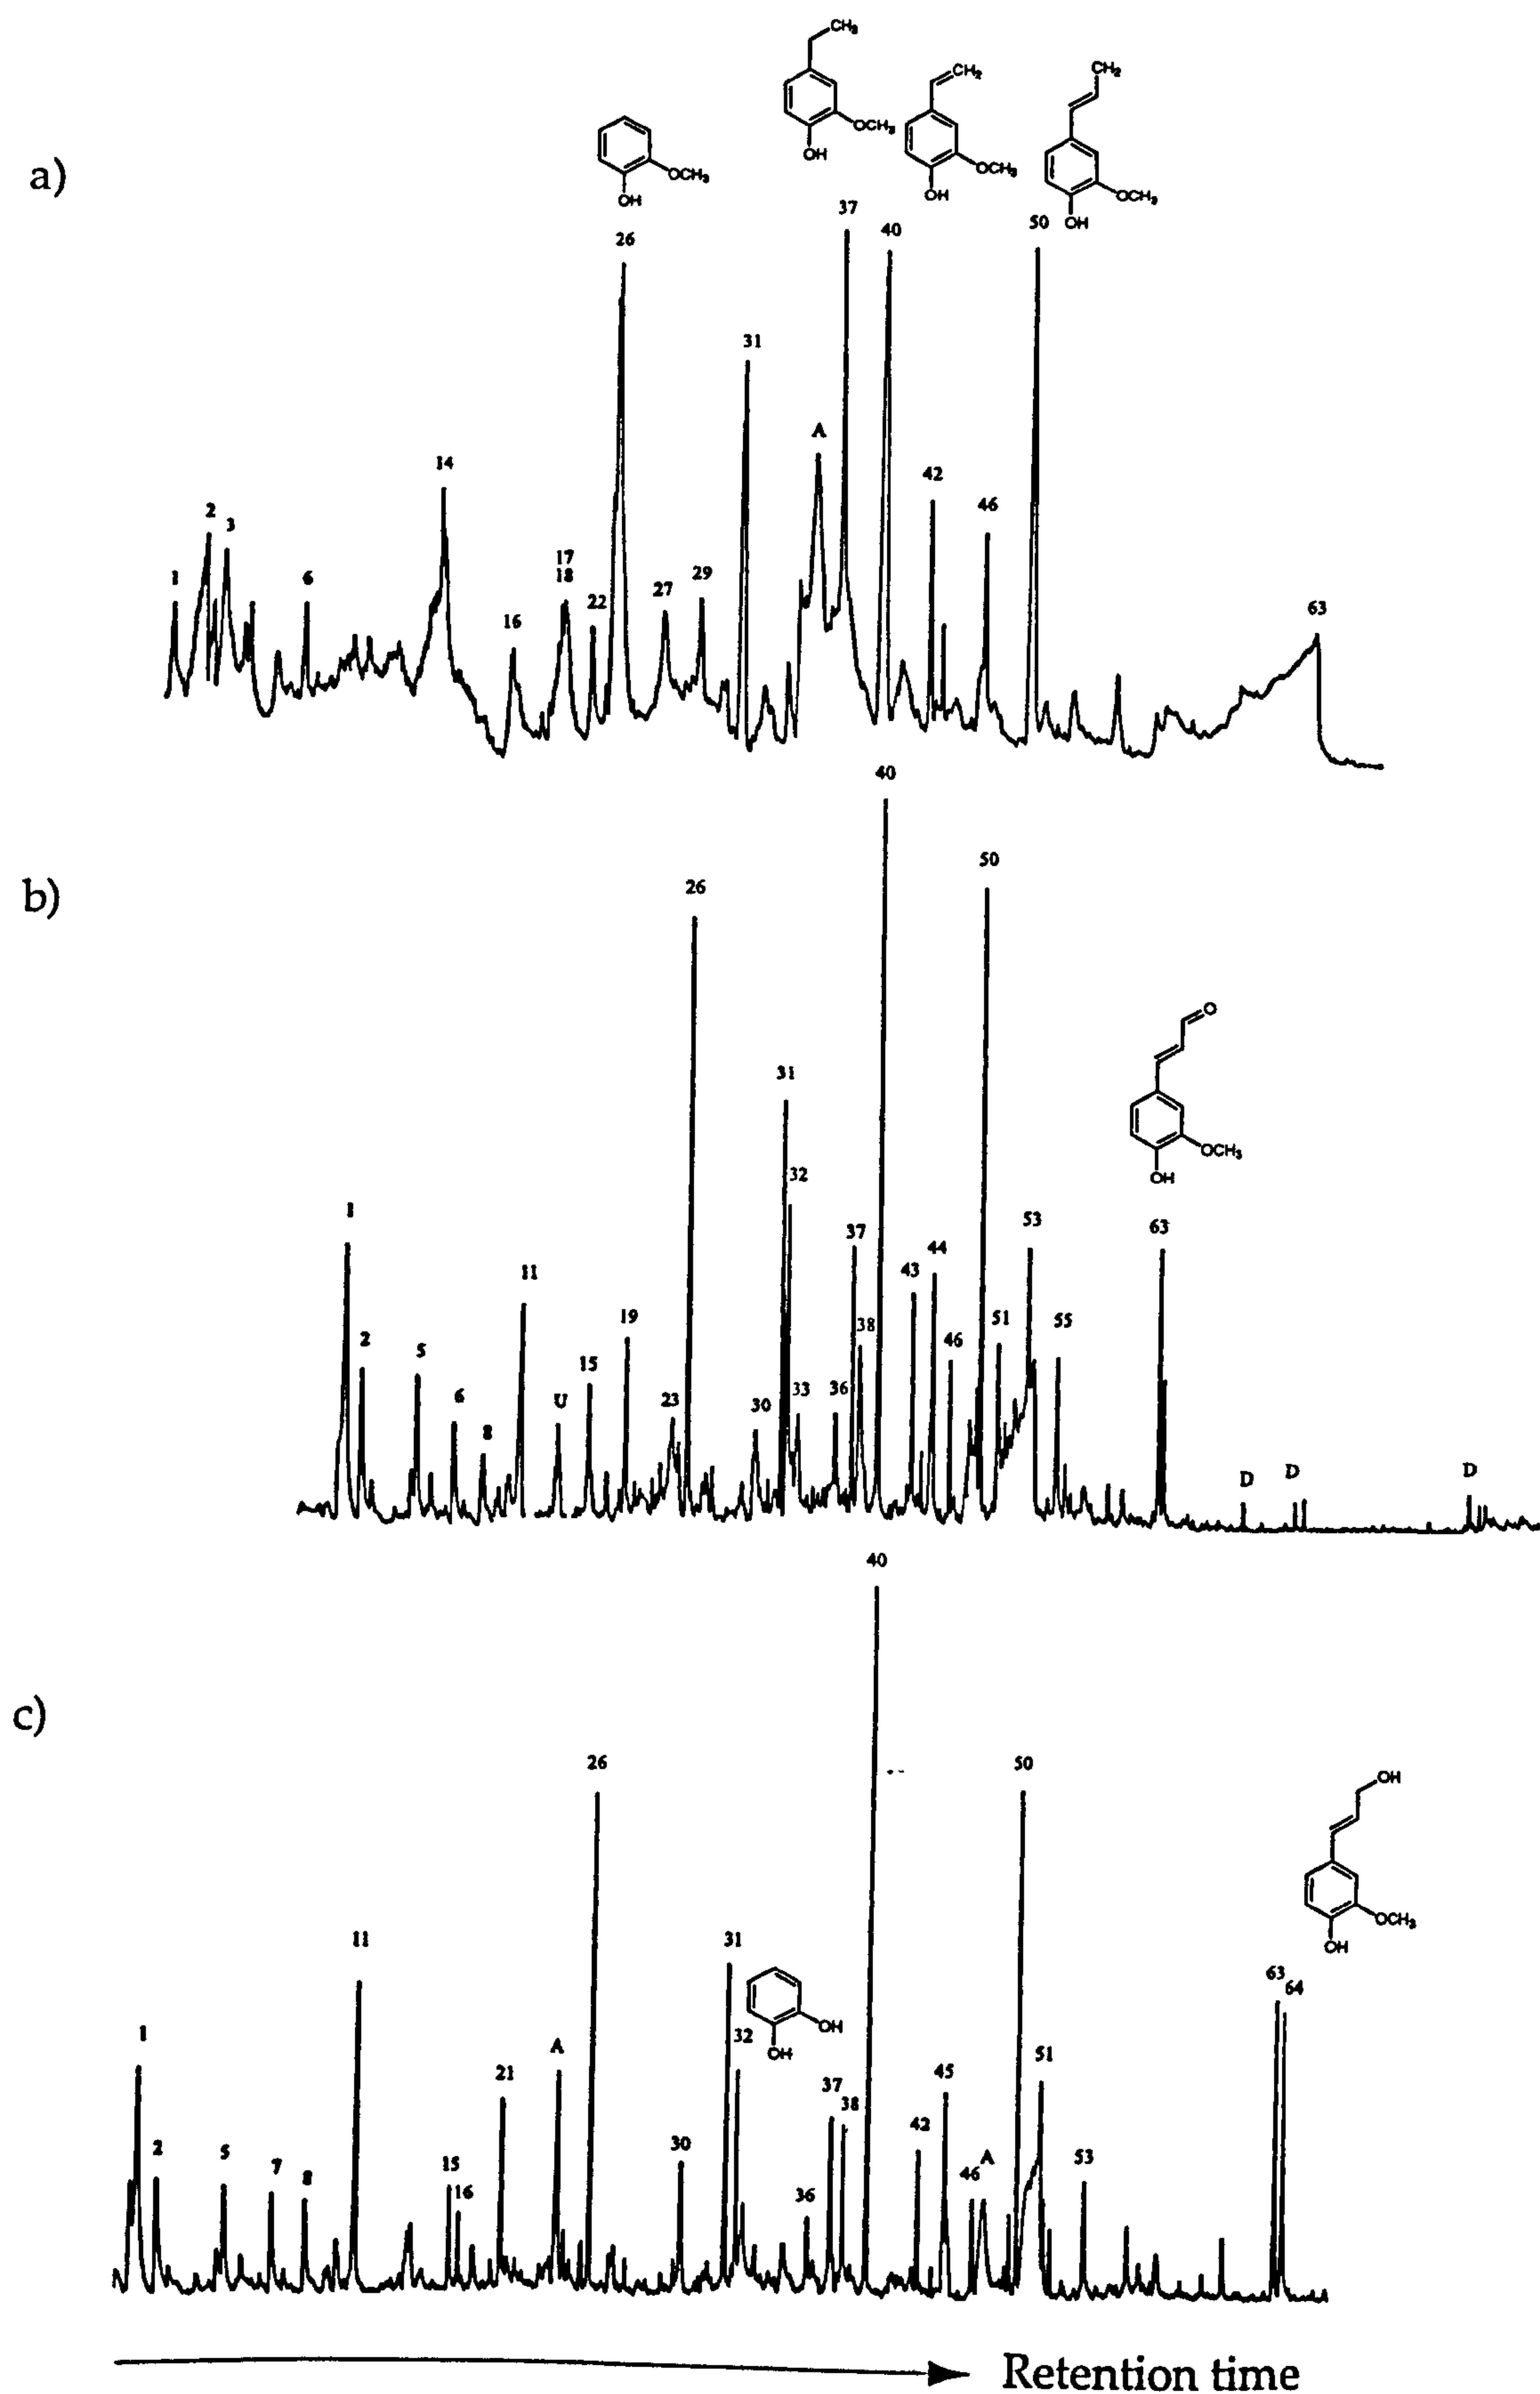 CH₃
OCH₃
OH
CH₂
OCH₃
OH
CH₂
OCH₃
OH
OCH₃
OH
a)
37
50
40
26
31
A
14
42
46
2
3
17
18
1
6
22
27
29
16
63
40
b)
50
26
O
OCH₃
OH
31
32
1
53
63
37
44
11
43
19
38
51
55
2
5
15
46
6
U
23
30
33
36
8
D
D
D
40
c)
26
50
OH
OCH₃
OH
11
31
63
64
OH
OH
1
32
A
21
45
51
37
38
42
2
5
7
8
15
16
30
36
46
A
53
Retention time